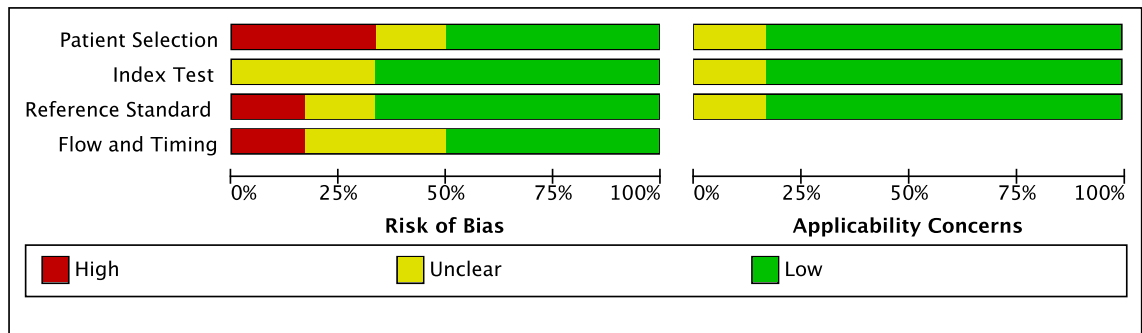 Patient Selection
Index Test
Reference Standard
Flow and Timing
0% 25% 50% 75% 100% 0% 25% 50% 75% 100%
Risk of Bias Applicability Concerns
High Unclear Low